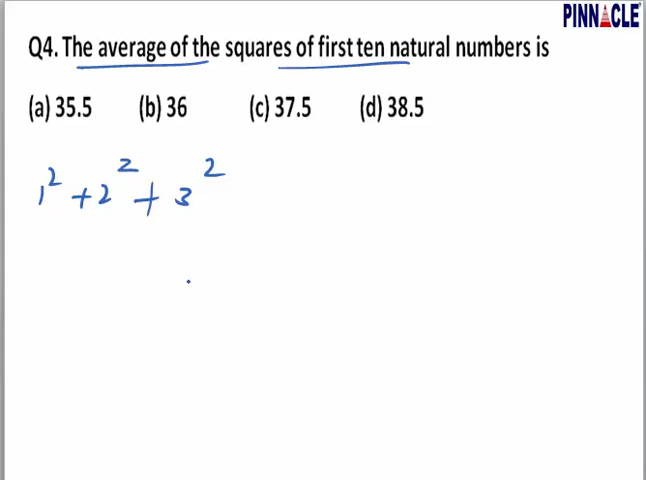 PINNACLE
Q4. The average of the squares of first ten natural numbers is
(a) 35.5 (b) 36 (c) 37.5 (d) 38.5
1² + 2² + 3²